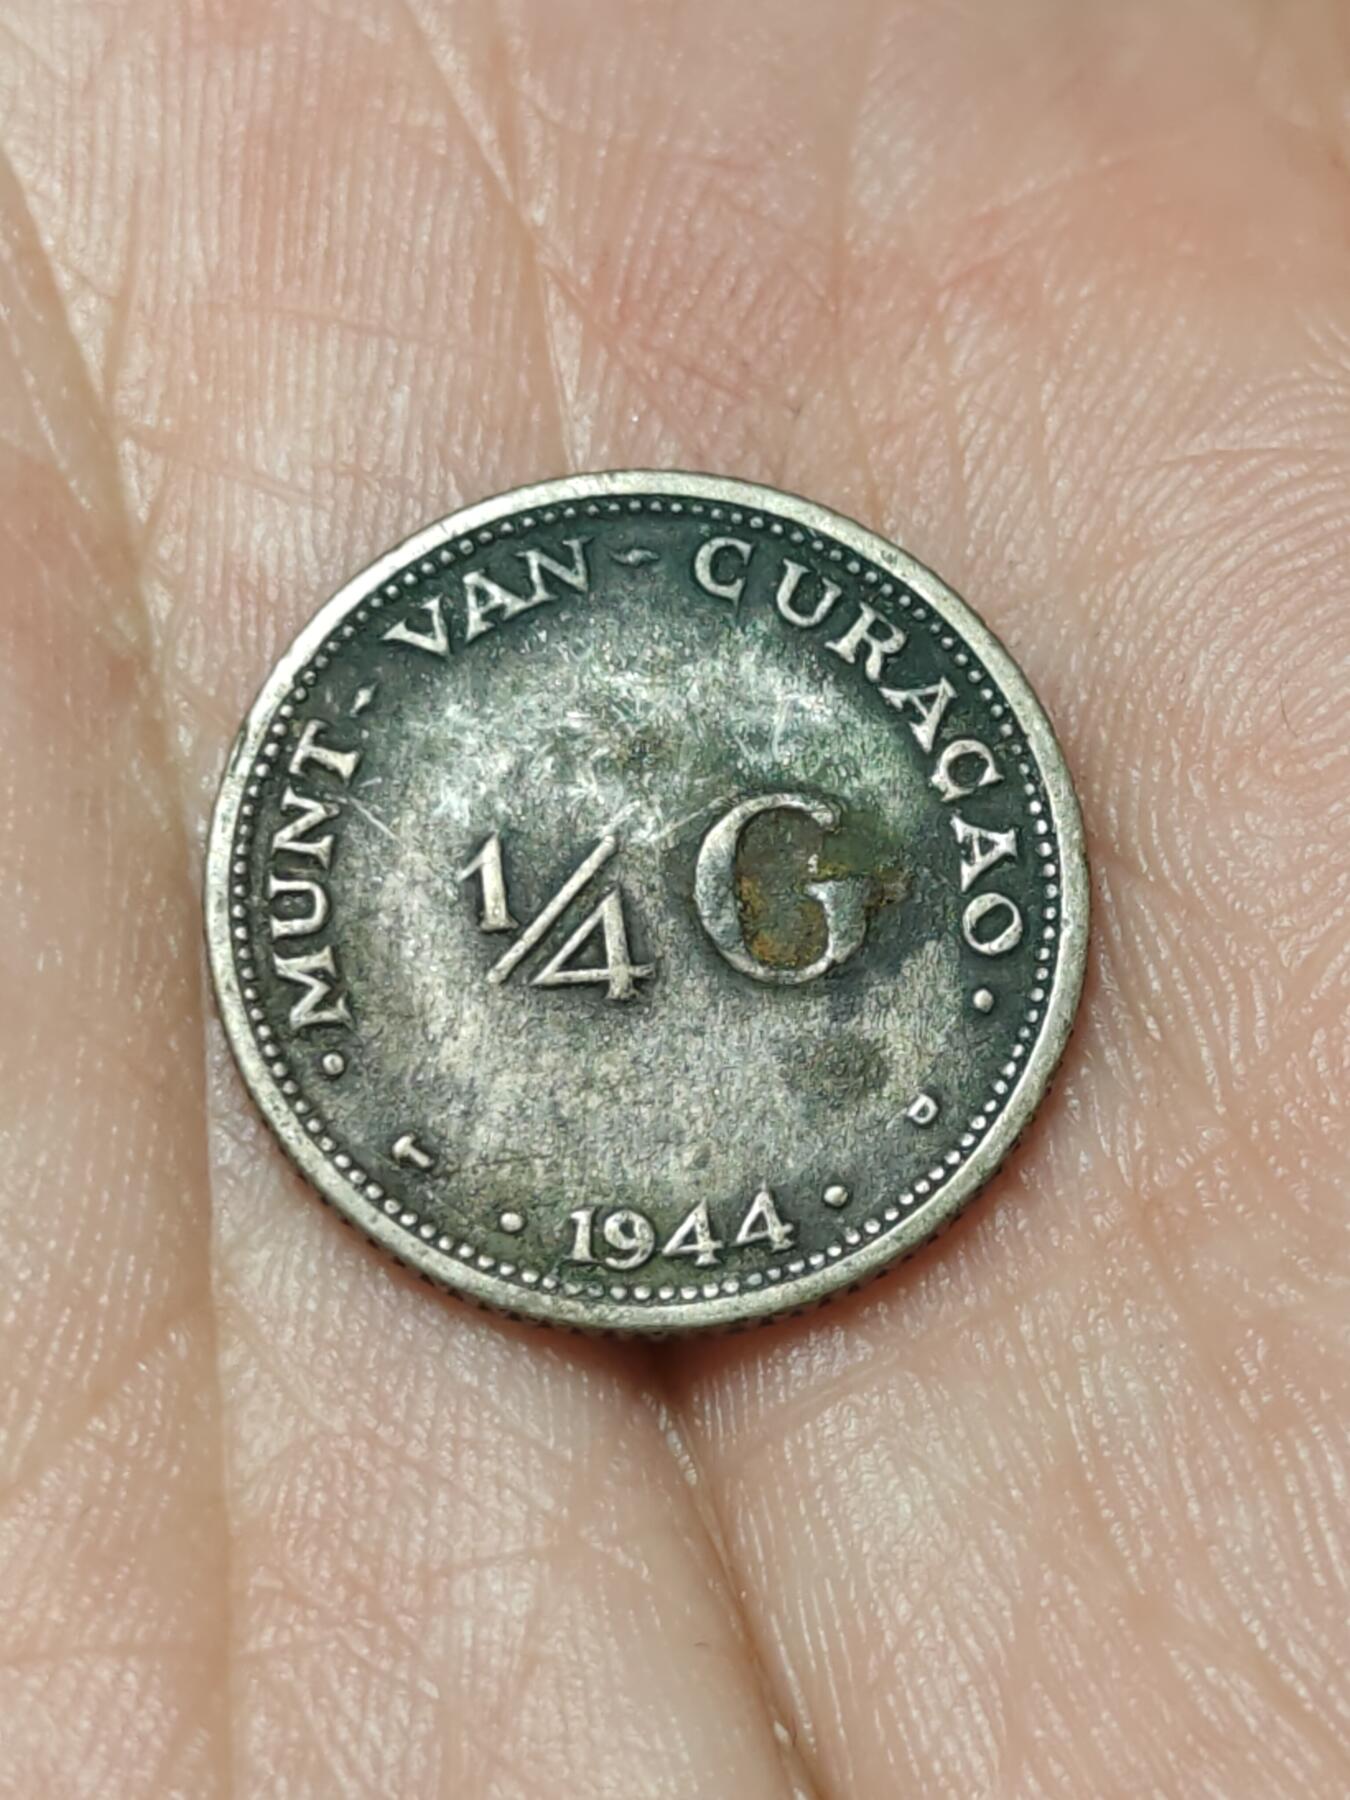 · MUNT - VAN - CURAÇAO ·
1/4 G
T D
· 1944 ·